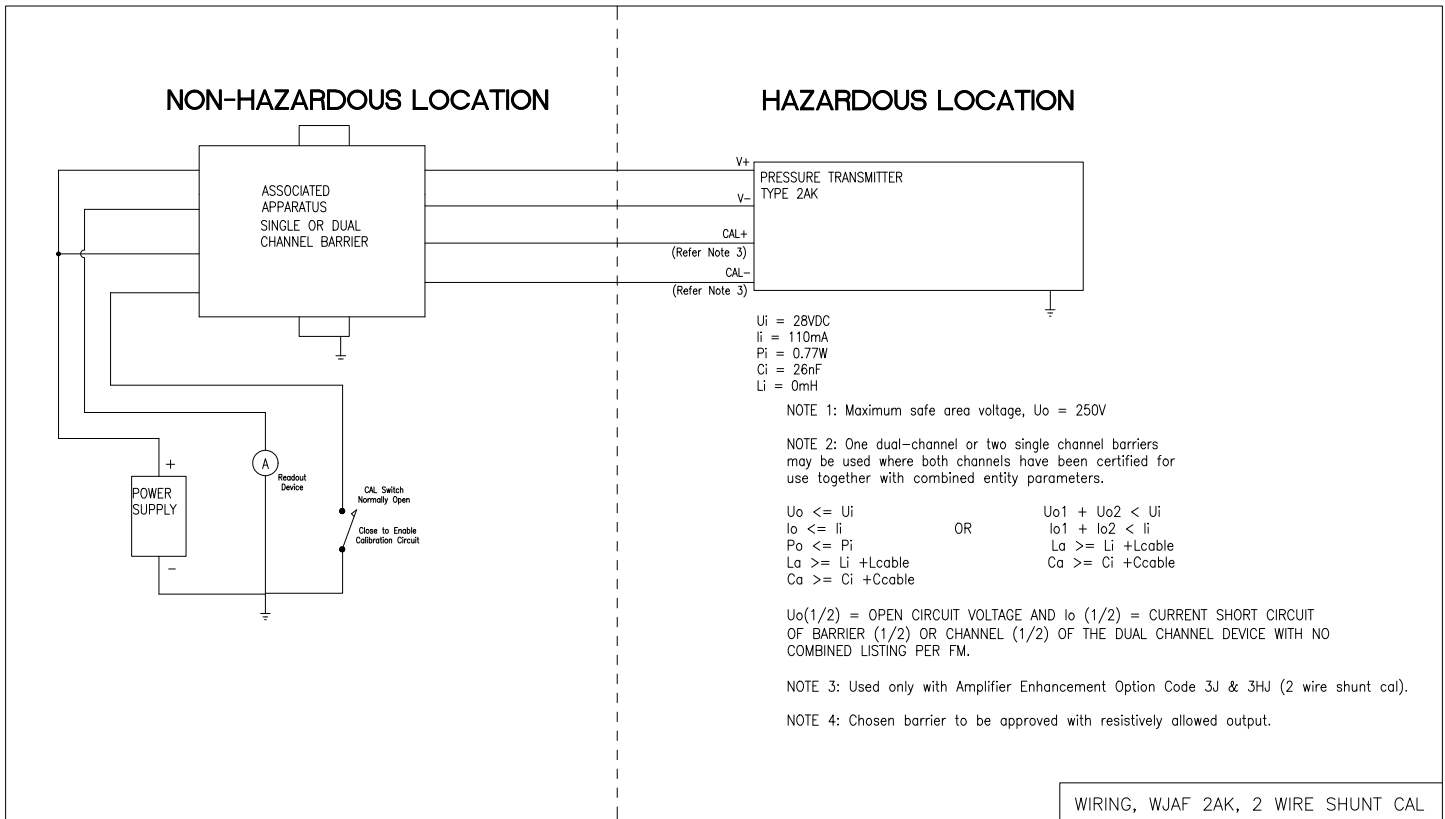 NON-HAZARDOUS LOCATION
HAZARDOUS LOCATION
ASSOCIATED
APPARATUS
SINGLE OR DUAL
CHANNEL BARRIER
V+
V-
CAL+
(Refer Note 3)
CAL-
(Refer Note 3)
PRESSURE TRANSMITTER
TYPE 2AK
Ui = 28VDC
Ii = 110mA
Pi = 0.77W
Ci = 26nF
Li = 0mH
+
POWER
SUPPLY
-
A
Readout
Device
CAL Switch
Normally Open
Close to Enable
Calibration Circuit
NOTE 1: Maximum safe area voltage, Uo = 250V
NOTE 2: One dual-channel or two single channel barriers
may be used where both channels have been certified for
use together with combined entity parameters.
Uo <= Ui Uo1 + Uo2 < Ui
Io <= Ii OR Io1 + Io2 < Ii
Po <= Pi La >= Li +Lcable
La >= Li +Lcable Ca >= Ci +Ccable
Ca >= Ci +Ccable
Uo(1/2) = OPEN CIRCUIT VOLTAGE AND Io (1/2) = CURRENT SHORT CIRCUIT
OF BARRIER (1/2) OR CHANNEL (1/2) OF THE DUAL CHANNEL DEVICE WITH NO
COMBINED LISTING PER FM.
NOTE 3: Used only with Amplifier Enhancement Option Code 3J & 3HJ (2 wire shunt cal).
NOTE 4: Chosen barrier to be approved with resistively allowed output.
WIRING, WJAF 2AK, 2 WIRE SHUNT CAL